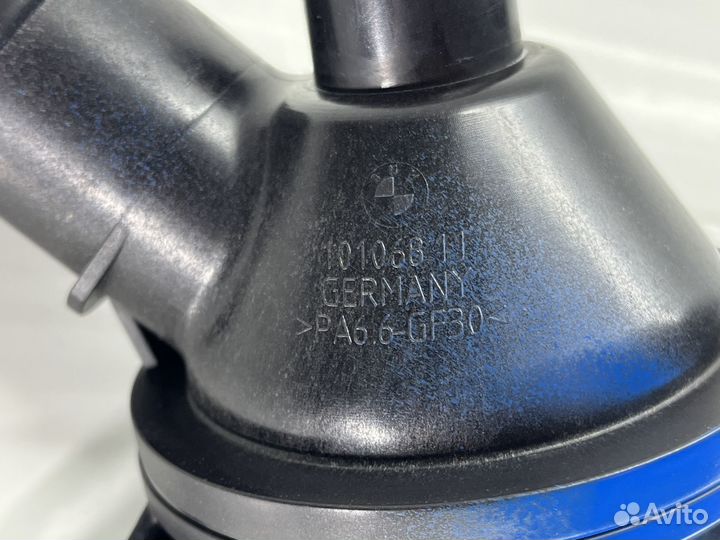 101068 11
GERMANY
>PA6.6-GF30<
Avito